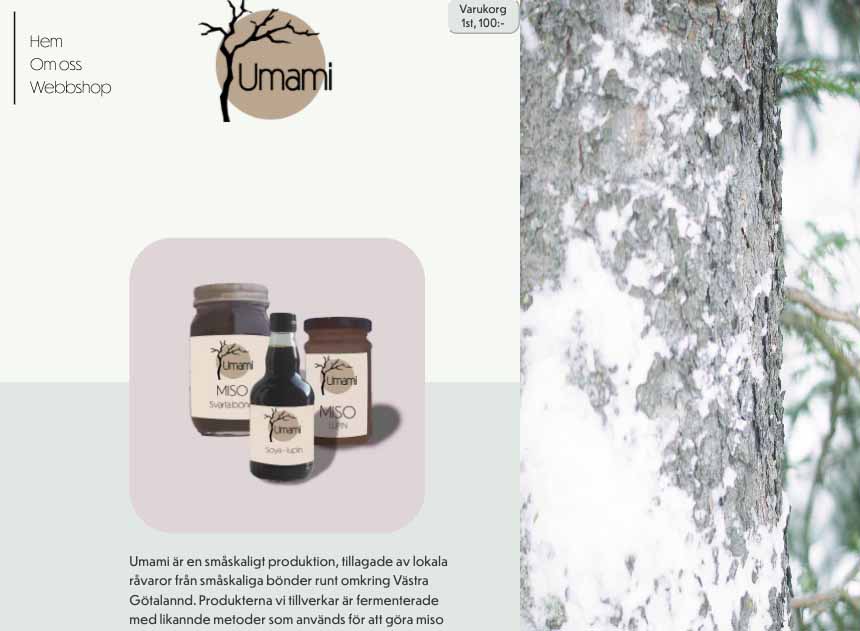 Hem
Om oss
Webbshop
Umami
Varukorg
1st, 100:-
Umami
MISO
Umami
MISO
LUPIN
Umami
Soya - lupin
Umami är en småskaligt produktion, tillagade av lokala
råvaror från småskaliga bönder runt omkring Västra
Götalannd. Produkterna vi tillverkar är fermenterade
med likannde metoder som används för att göra miso